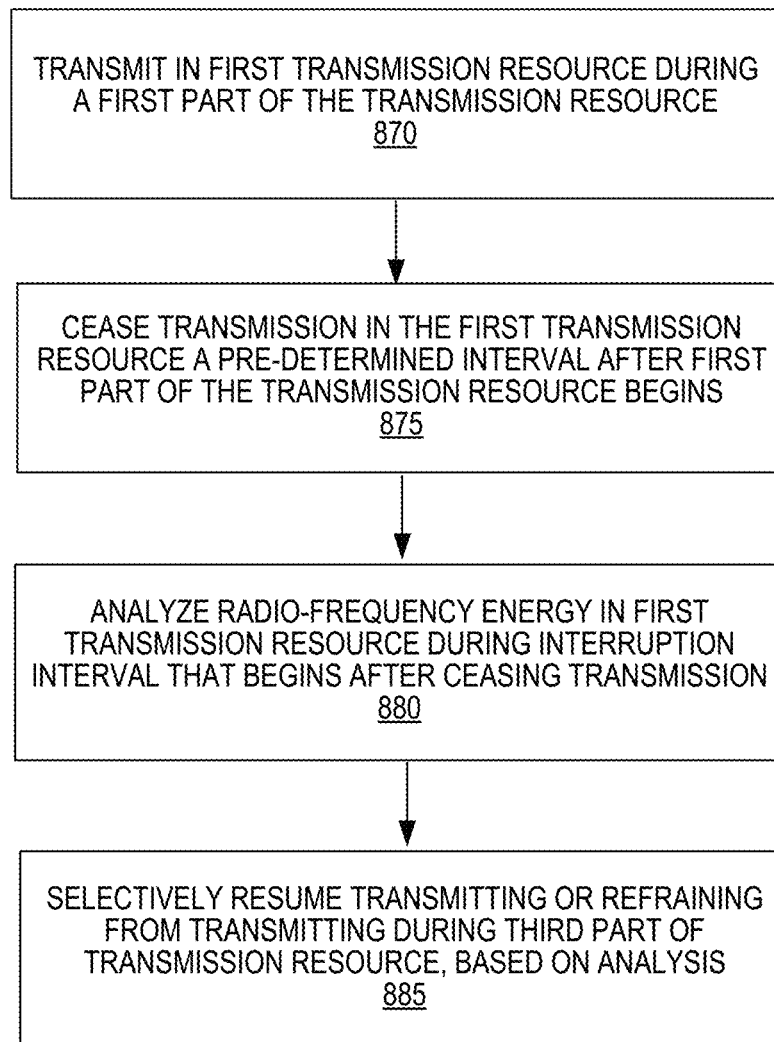 TRANSMIT IN FIRST TRANSMISSION RESOURCE DURING
A FIRST PART OF THE TRANSMISSION RESOURCE
870
CEASE TRANSMISSION IN THE FIRST TRANSMISSION
RESOURCE A PRE-DETERMINED INTERVAL AFTER FIRST
PART OF THE TRANSMISSION RESOURCE BEGINS
875
ANALYZE RADIO-FREQUENCY ENERGY IN FIRST
TRANSMISSION RESOURCE DURING INTERRUPTION
INTERVAL THAT BEGINS AFTER CEASING TRANSMISSION
880
SELECTIVELY RESUME TRANSMITTING OR REFRAINING
FROM TRANSMITTING DURING THIRD PART OF
TRANSMISSION RESOURCE, BASED ON ANALYSIS
885